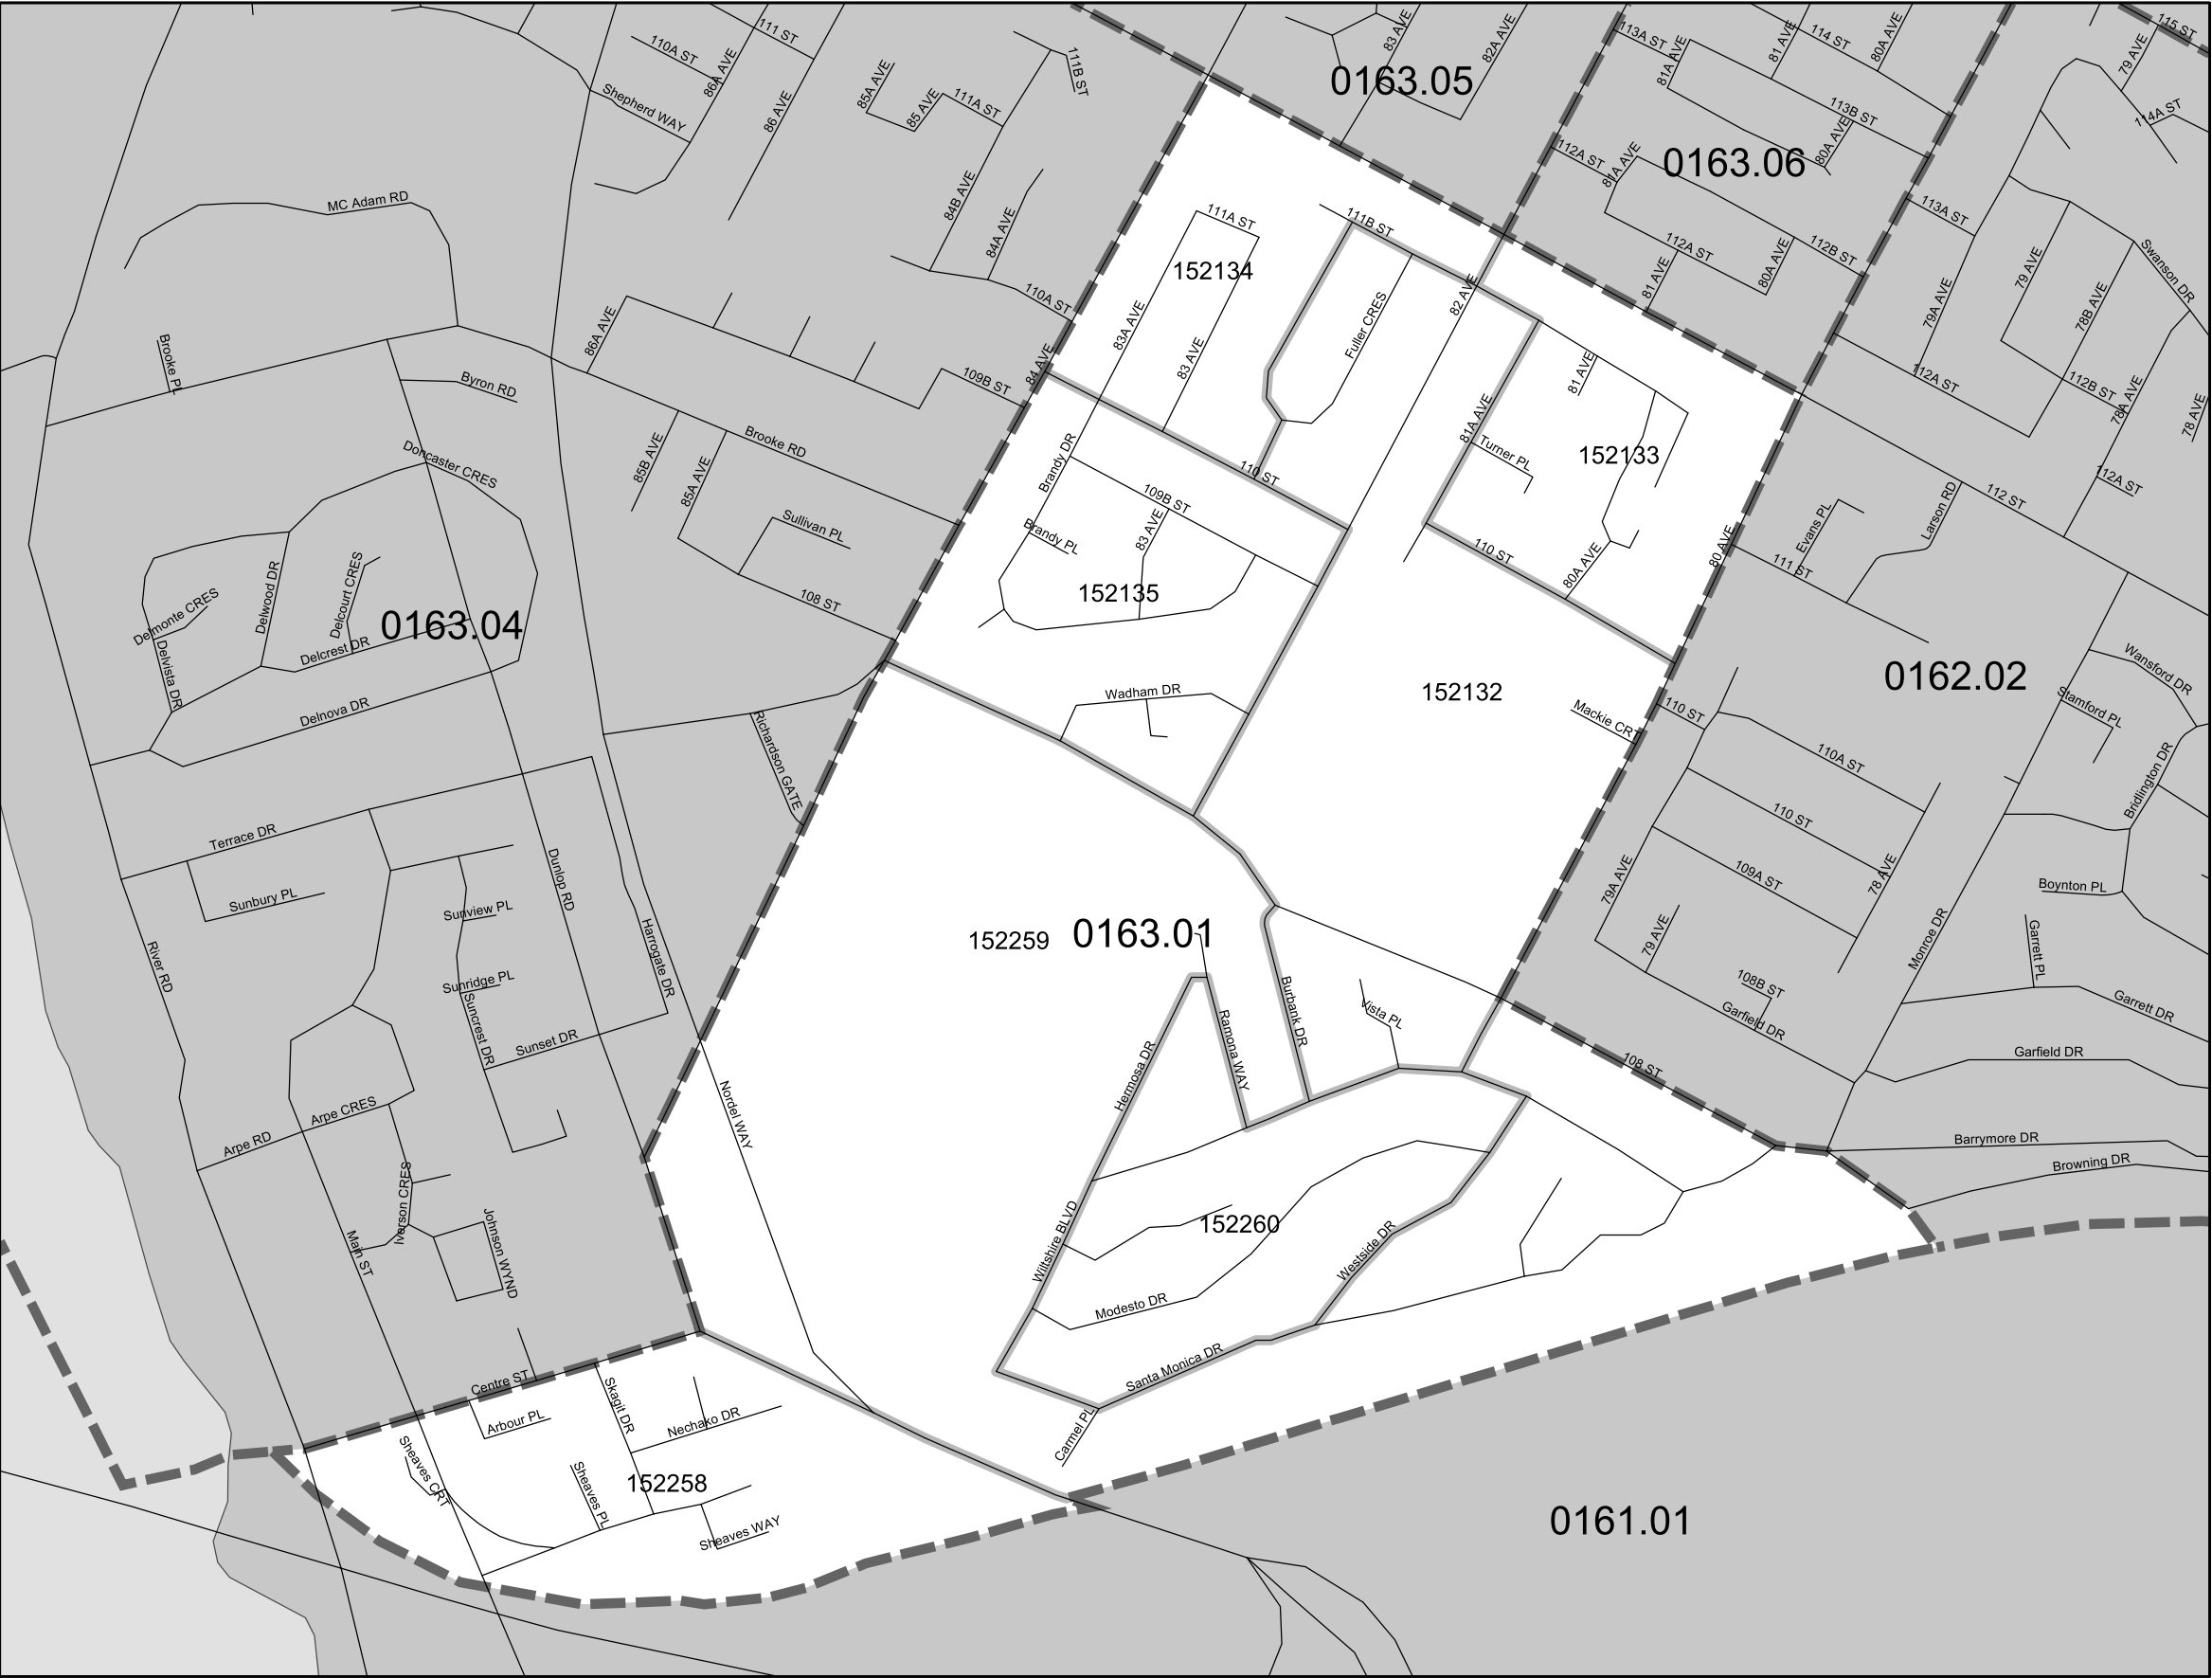 115 ST
111 ST
110A ST
86A AVE
Shepherd WAY
86 AVE
85A AVE
85 AVE
111A ST
111B ST
83 AVE
82A AVE
0163.05
113A ST
81A AVE
81 AVE
114 ST
80A AVE
79 AVE
113B ST
114A ST
112A ST
81A AVE
0163.06
80A AVE
MC Adam RD
84B AVE
84A AVE
110A ST
111A ST
111B ST
152134
112A ST
81 AVE
80A AVE
112B ST
113A ST
79 AVE
Swanson DR
79A AVE
78B AVE
Brooke PL
86A AVE
Byron RD
109B ST
84 AVE
83A AVE
83 AVE
Fuller CRES
82 AVE
81 AVE
112A ST
112B ST
78A AVE
78 AVE
Doncaster CRES
Brooke RD
85B AVE
85A AVE
Brandy DR
110 ST
81A AVE
Turner PL
152133
112A ST
112 ST
Sullivan PL
109B ST
Brandy PL
83 AVE
110 ST
80A AVE
80 AVE
Evans PL
Larson RD
111 ST
Delwood DR
Delcourt CRES
Delmonte CRES
Delvista DR
Delcrest DR
0163.04
108 ST
152135
Delnova DR
Wadham DR
152132
Mackie CRT
110 ST
0162.02
Wansford DR
Stamford PL
Richardson GATE
110A ST
Bridlington DR
Terrace DR
110 ST
Sunbury PL
Dunlop RD
109A ST
79A AVE
78 AVE
Boynton PL
Sunview PL
Harrogate DR
152259
0163.01
79 AVE
Monroe DR
Garrett PL
River RD
Sunridge PL
Suncrest DR
Burbank DR
Vista PL
108B ST
Garfield DR
Garrett DR
Sunset DR
Hermosa DR
Ramona WAY
108 ST
Garfield DR
Nordel WAY
Arpe CRES
Arpe RD
Barrymore DR
Browning DR
Iverson CRES
Johnson WYND
Main ST
Wiltshire BLVD
152260
Westside DR
Modesto DR
Santa Monica DR
Centre ST
Arbour PL
Skagit DR
Nechako DR
Carmel PL
Sheaves CRT
Sheaves PL
152258
Sheaves WAY
0161.01